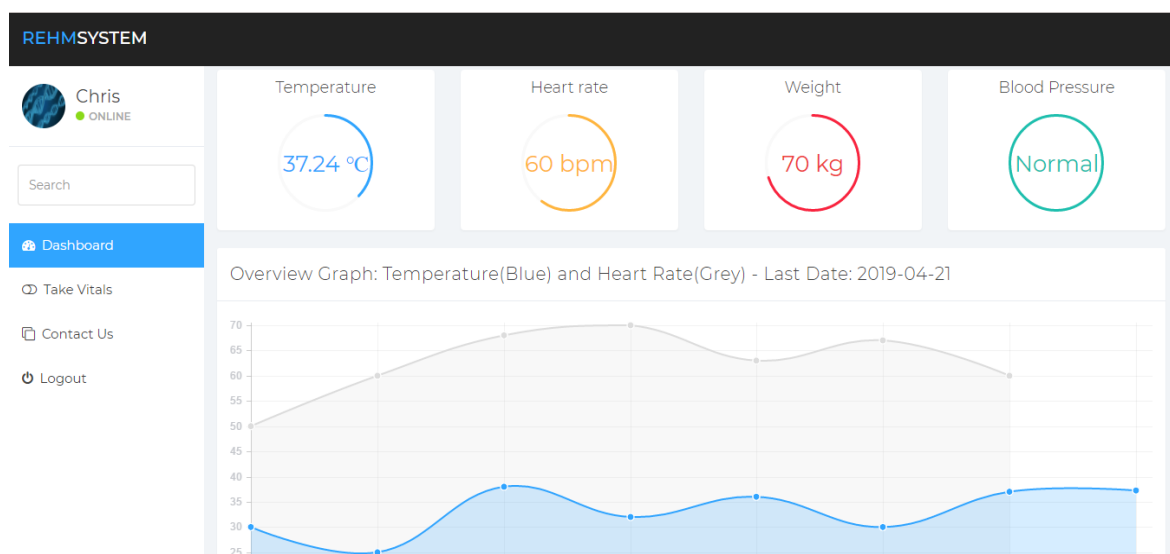 REHMSYSTEM
Chris
ONLINE
Search
Dashboard
Take Vitals
Contact Us
Logout
Temperature
37.24 °C
Heart rate
60 bpm
Weight
70 kg
Blood Pressure
Normal
Overview Graph: Temperature(Blue) and Heart Rate(Grey) - Last Date: 2019-04-21
70
65
60
55
50
45
40
35
30
25